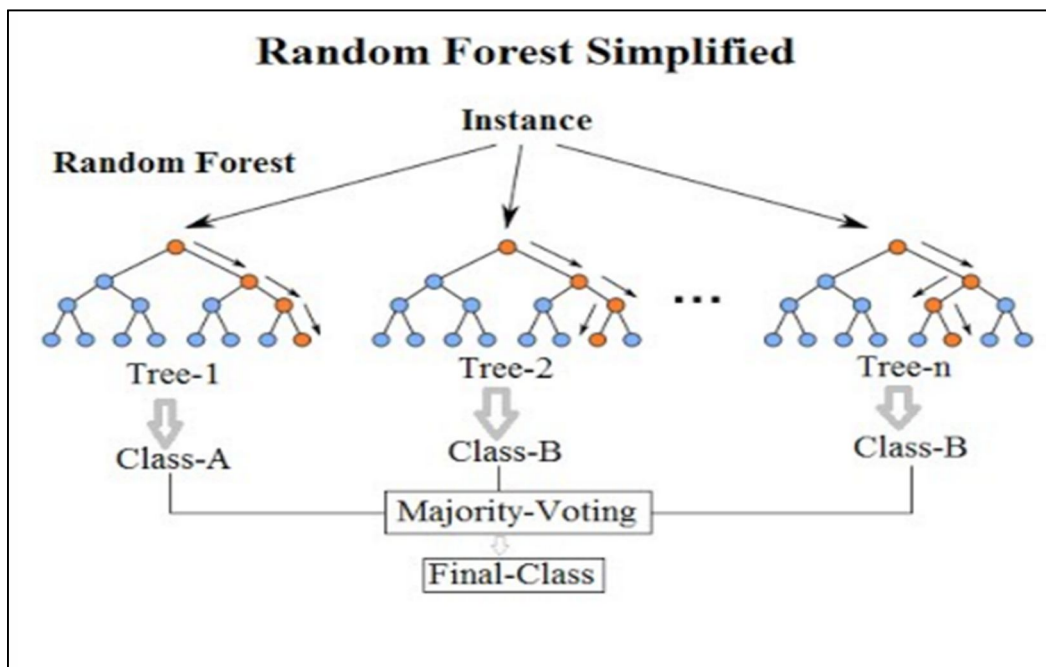 Random Forest Simplified
Instance
Random Forest
...
Tree-1
Tree-2
Tree-n
Class-A
Class-B
Class-B
Majority-Voting
Final-Class